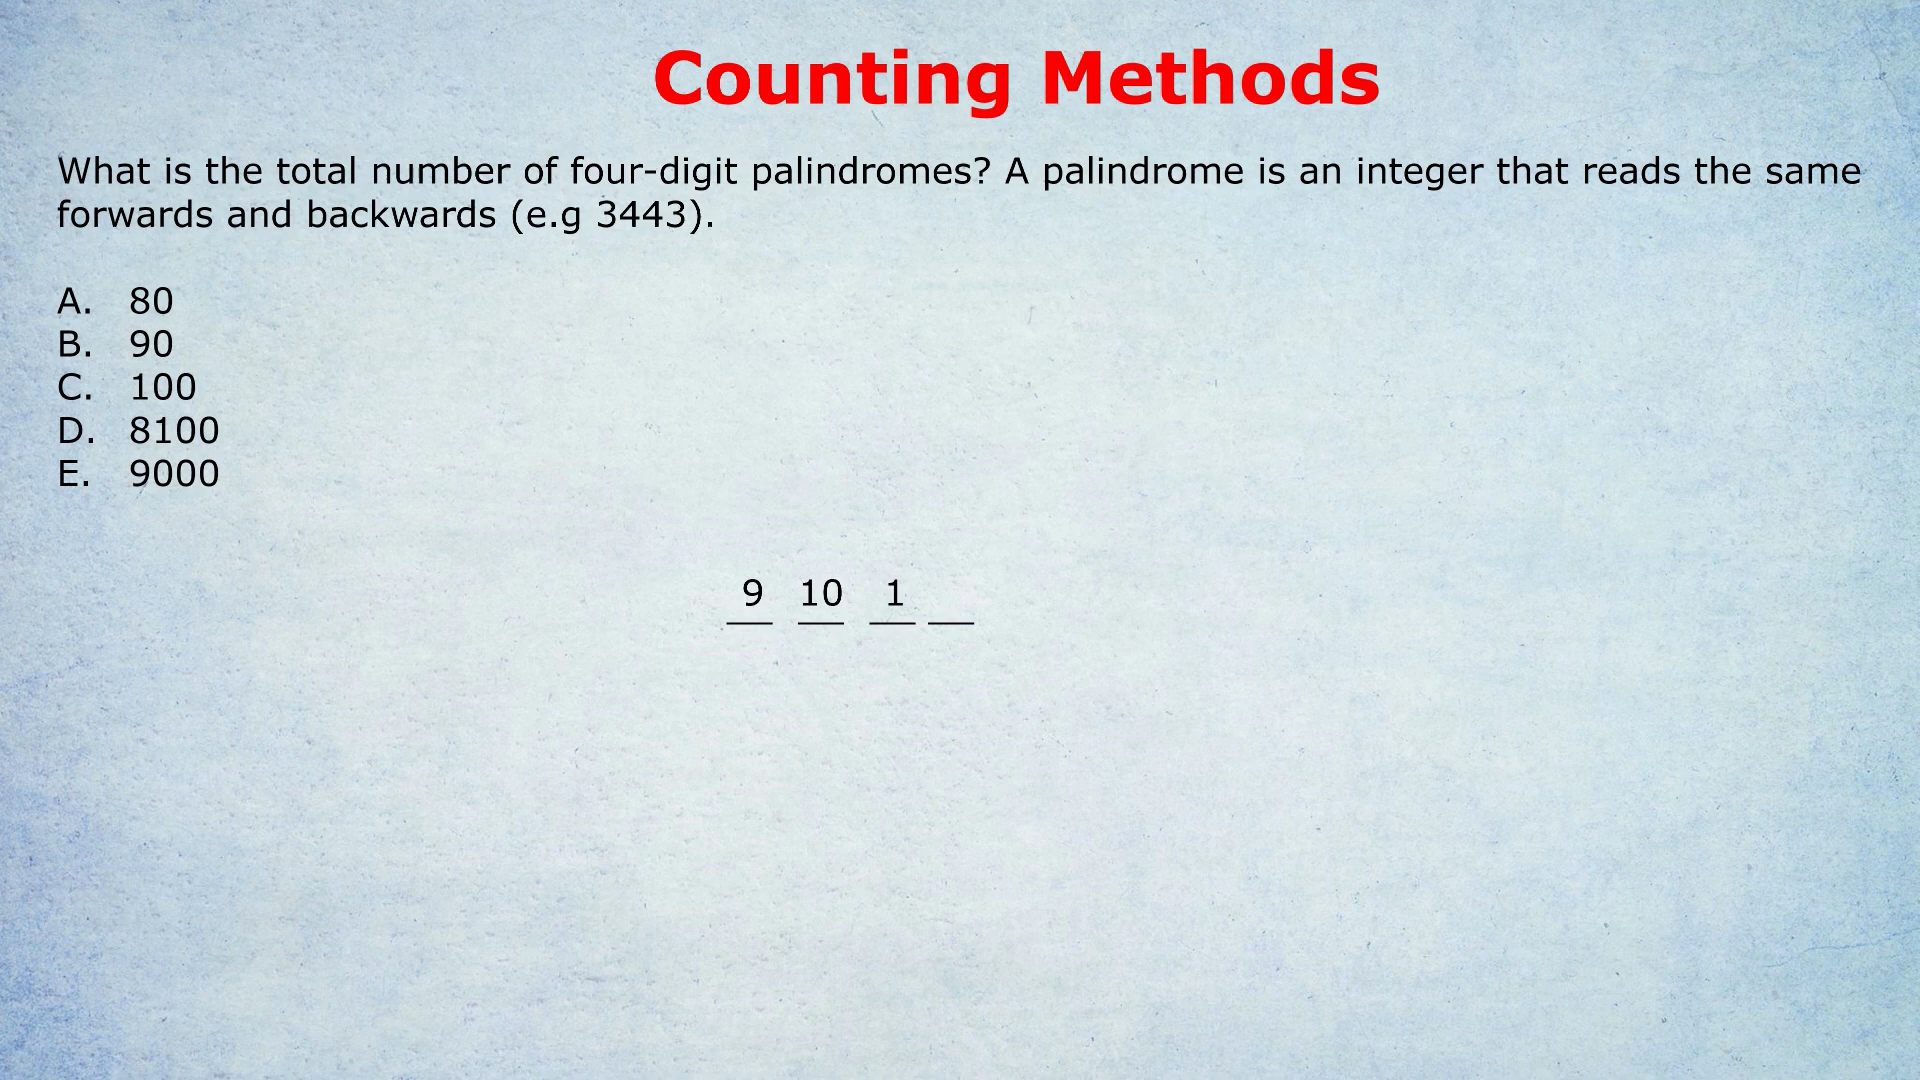 Counting Methods
What is the total number of four-digit palindromes? A palindrome is an integer that reads the same
forwards and backwards (e.g 3443).
A. 80
B. 90
C. 100
D. 8100
E. 9000
9 10 1